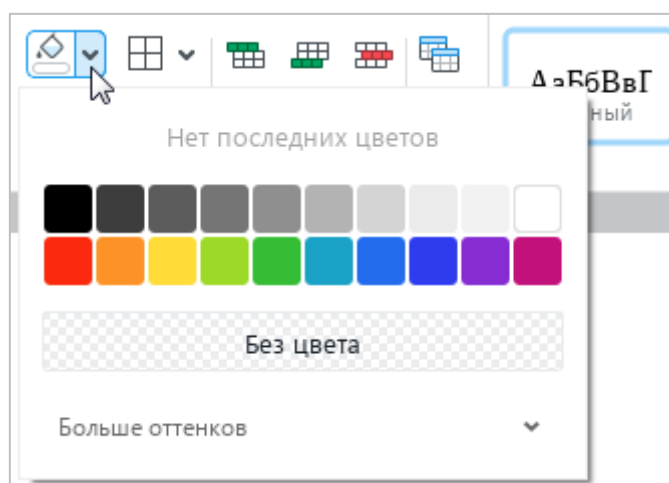 АаБбВвГ
ный
Нет последних цветов
Без цвета
Больше оттенков